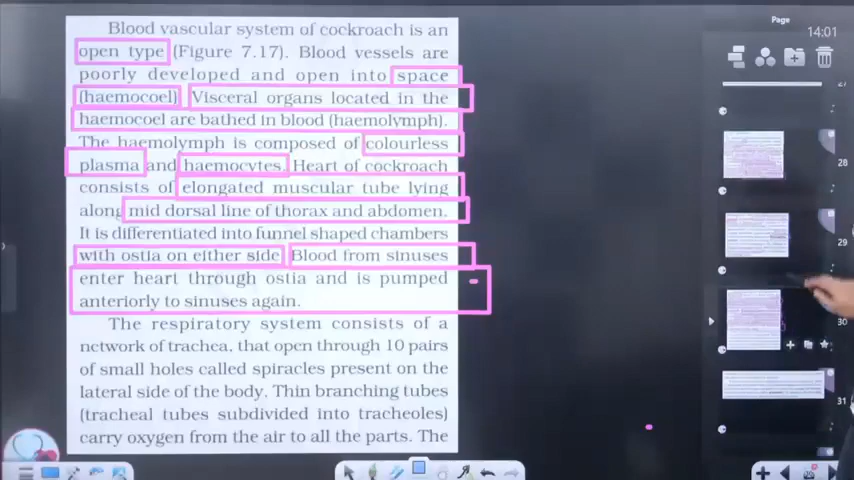 Page
14:01
Blood vascular system of cockroach is an
open type (Figure 7.17). Blood vessels are
poorly developed and open into space
(haemocoel) Visceral organs located in the
haemocoel are bathed in blood (haemolymph).
The haemolymph is composed of colourless
plasma and haemocytes. Heart of cockroach
consists of elongated muscular tube lying
along mid dorsal line of thorax and abdomen.
It is differentiated into funnel shaped chambers
with ostia on either side Blood from sinuses
enter heart through ostia and is pumped
anteriorly to sinuses again.
The respiratory system consists of a
network of trachea, that open through 10 pairs
of small holes called spiracles present on the
lateral side of the body. Thin branching tubes
(tracheal tubes subdivided into tracheoles)
carry oxygen from the air to all the parts. The
27
28
29
30
31